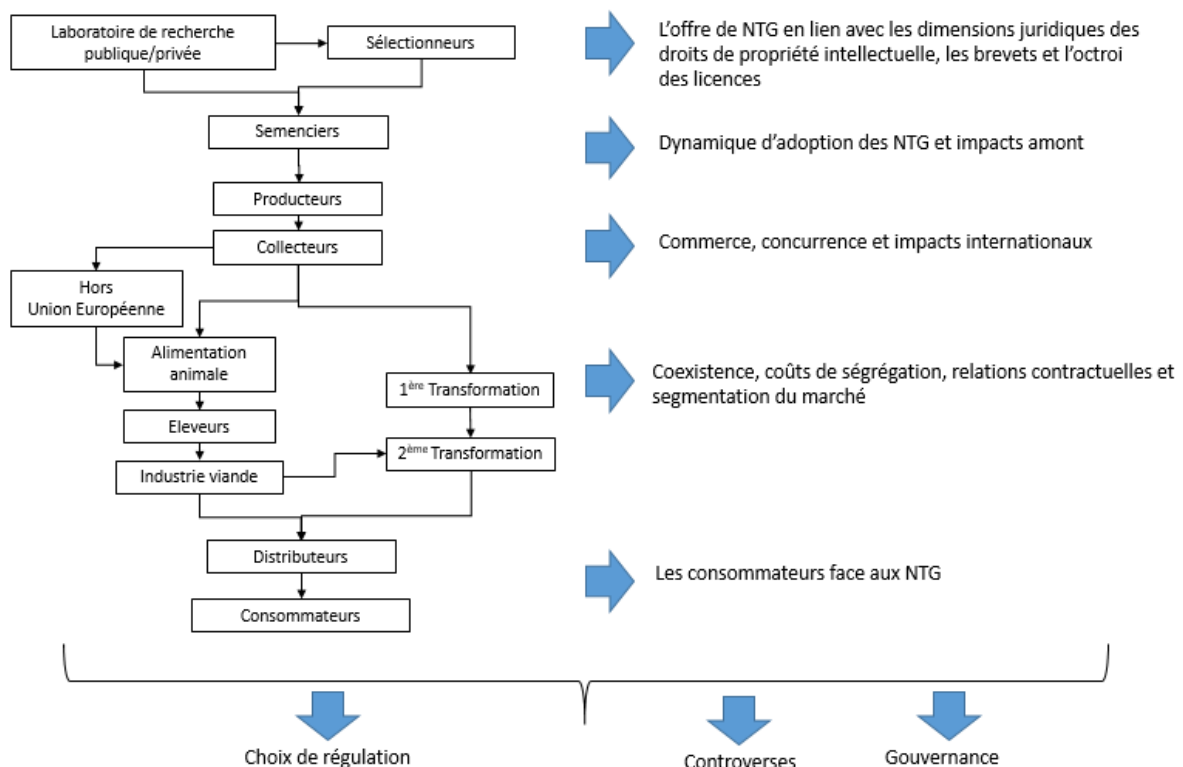 Laboratoire de recherche
publique/privée
Sélectionneurs
L'offre de NTG en lien avec les dimensions juridiques des
droits de propriété intellectuelle, les brevets et l'octroi
des licences
Semenciers
Dynamique d'adoption des NTG et impacts amont
Producteurs
Collecteurs
Commerce, concurrence et impacts internationaux
Hors
Union Européenne
Alimentation
animale
1ère Transformation
Coexistence, coûts de ségrégation, relations contractuelles et
segmentation du marché
Eleveurs
2ème Transformation
Industrie viande
Distributeurs
Les consommateurs face aux NTG
Consommateurs
Choix de régulation
Controverses
Gouvernance